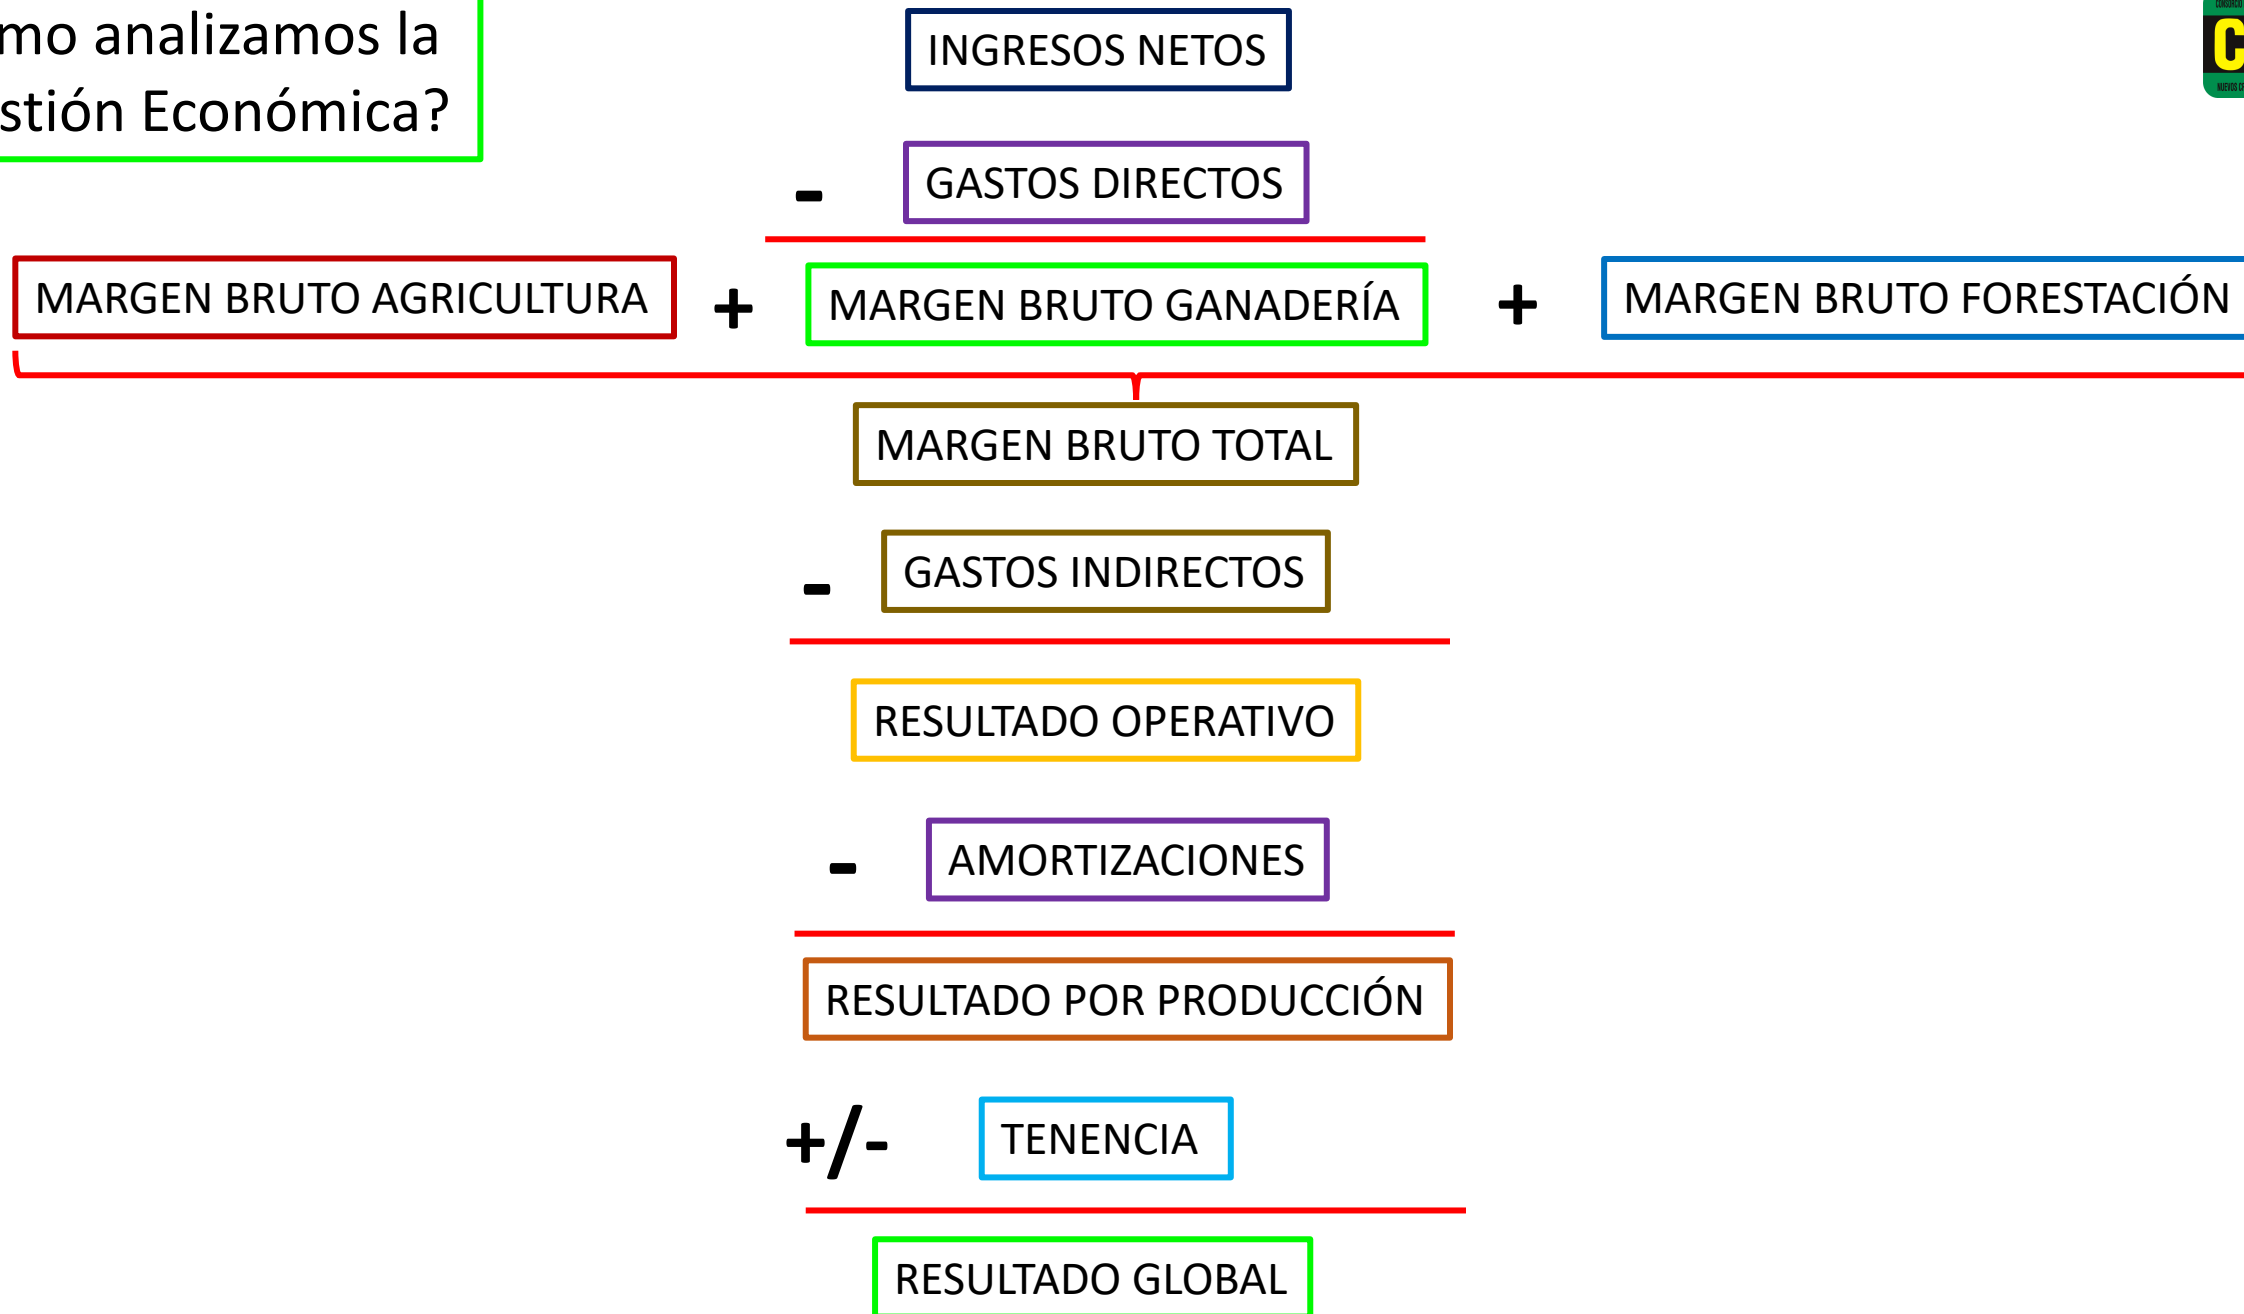 mo analizamos la
stión Económica?
INGRESOS NETOS
C
- GASTOS DIRECTOS
MARGEN BRUTO AGRICULTURA + MARGEN BRUTO GANADERÍA + MARGEN BRUTO FORESTACIÓN
MARGEN BRUTO TOTAL
- GASTOS INDIRECTOS
RESULTADO OPERATIVO
- AMORTIZACIONES
RESULTADO POR PRODUCCIÓN
+/- TENENCIA
RESULTADO GLOBAL